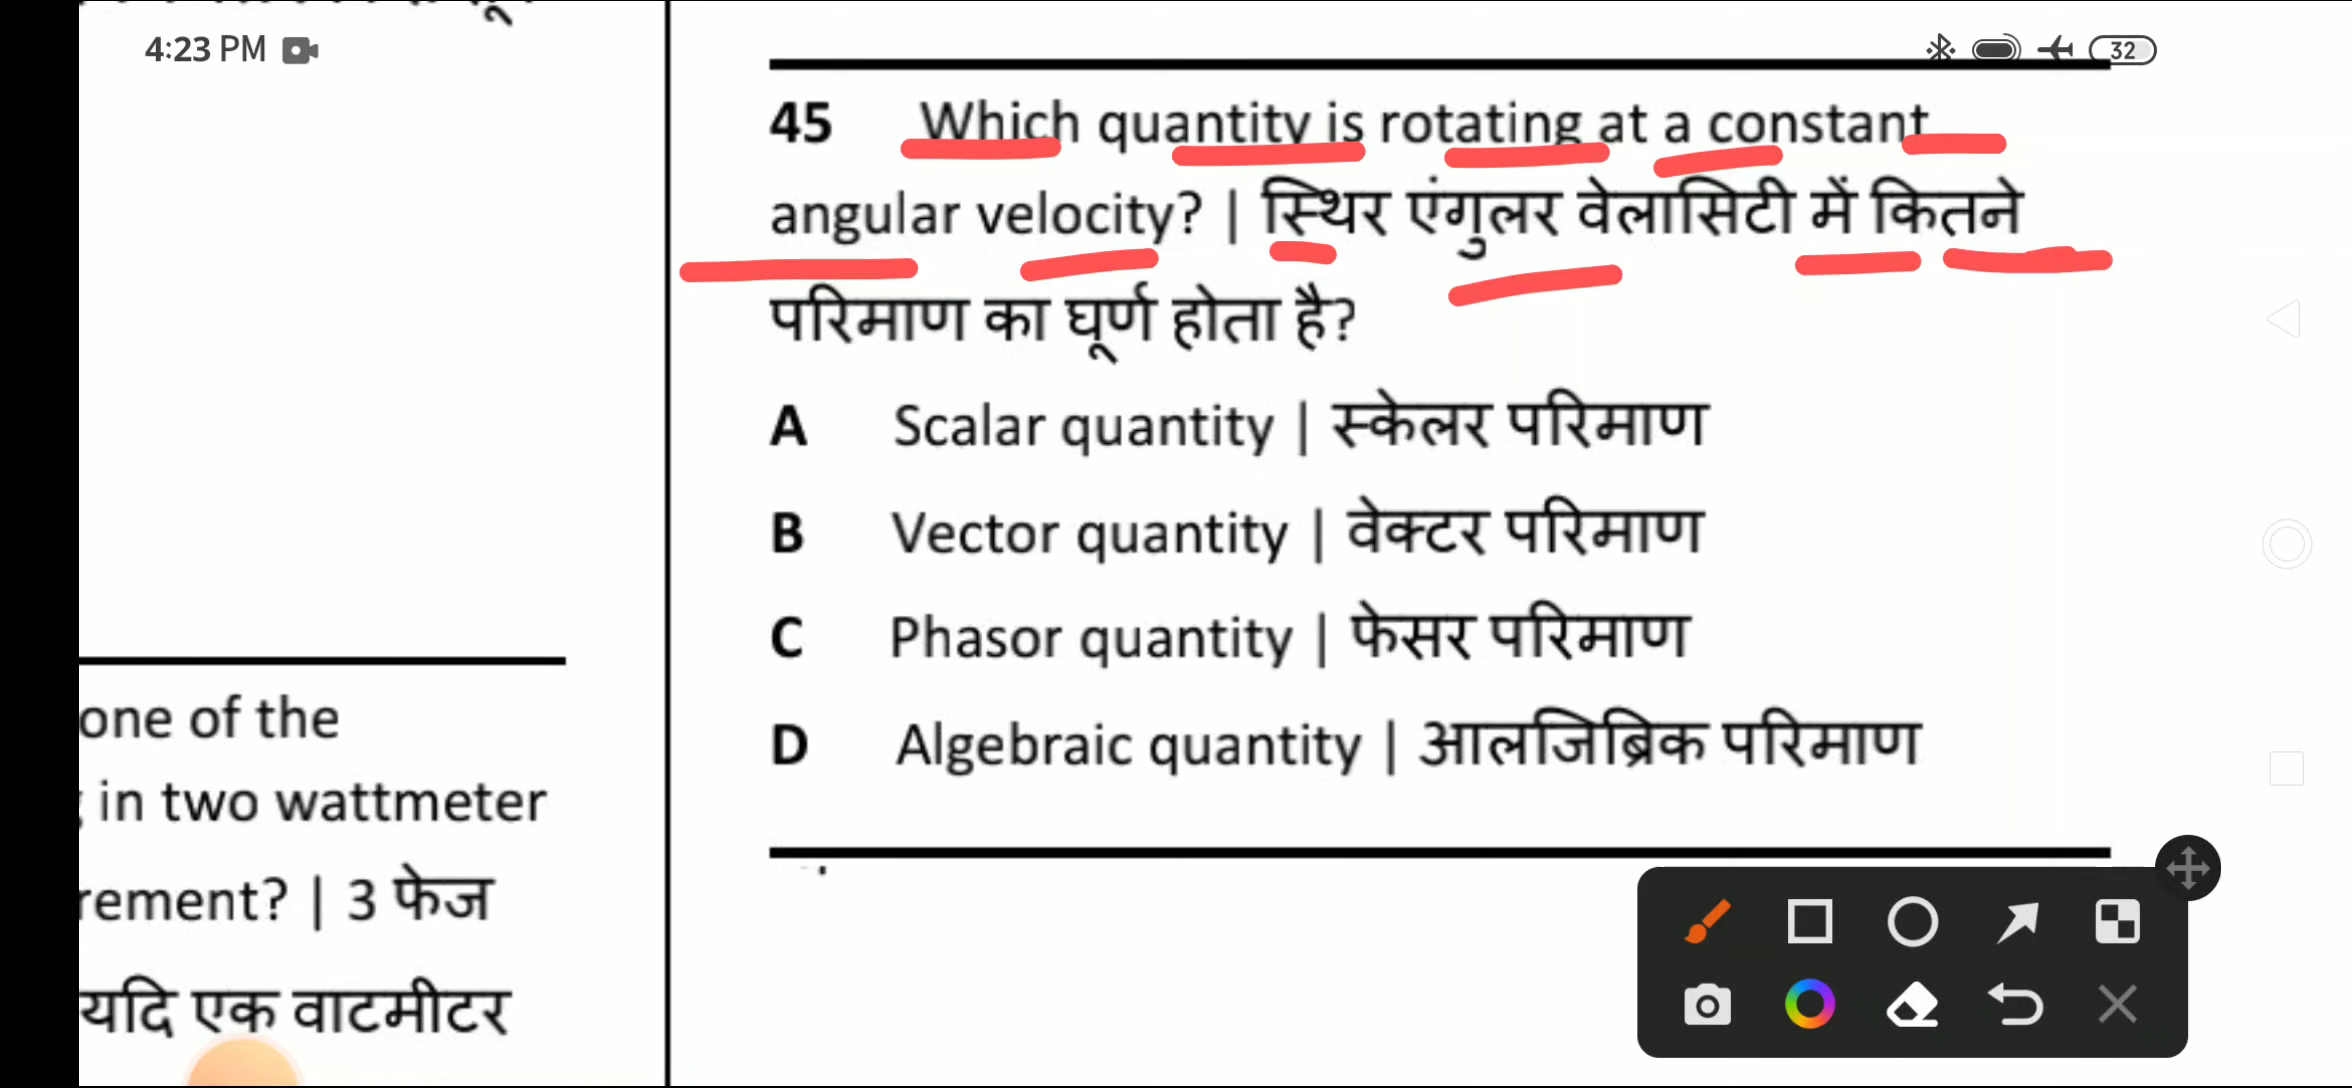 4:23 PM
32
45 Which quantity is rotating at a constant
angular velocity? | स्थिर एंगुलर वेलासिटी में कितने
परिमाण का घूर्ण होता है?
A Scalar quantity | स्केलर परिमाण
B Vector quantity | वेक्टर परिमाण
C Phasor quantity | फेसर परिमाण
D Algebraic quantity | आलजिब्रिक परिमाण
one of the
in two wattmeter
rement? | 3 फेज
यदि एक वाटमीटर